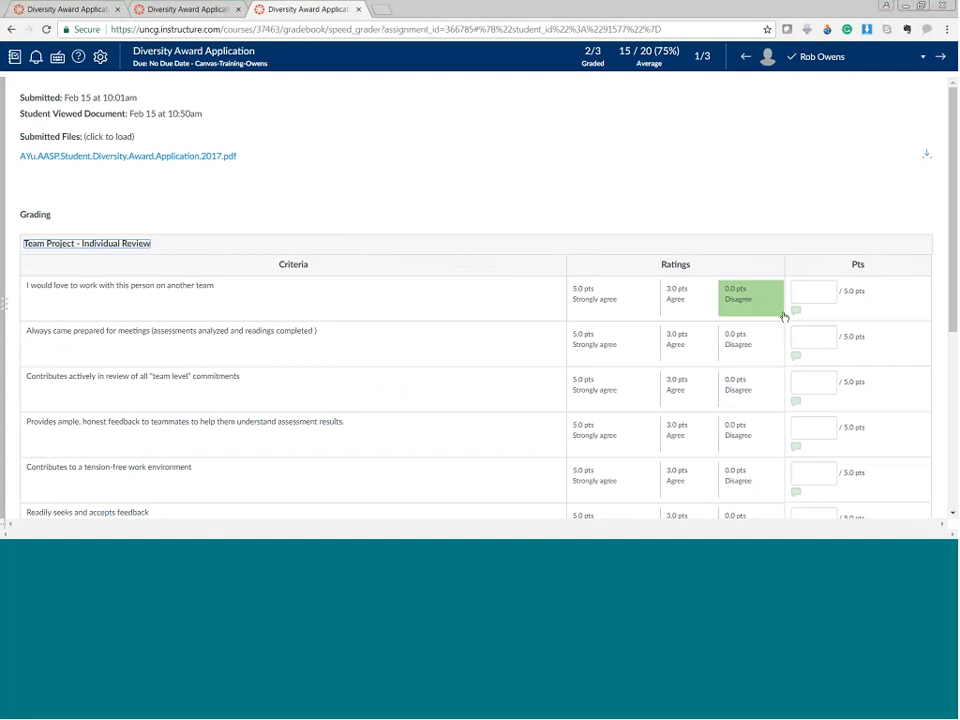 Diversity Award Applicat
Diversity Award Applicat
Diversity Award Applicat
Secure
https://uncg.instructure.com/courses/37463/gradebook/speed_grader?assignment_id=366785#%7B%22student_id%22%3A%2291577%22%7D
Diversity Award Application
Due: No Due Date - Canvas-Training-Owens
2/3
Graded
15 / 20 (75%)
Average
1/3
Rob Owens
Submitted: Feb 15 at 10:01am
Student Viewed Document: Feb 15 at 10:50am
Submitted Files: (click to load)
AYu.AASP.Student.Diversity.Award.Application.2017.pdf
Grading
Team Project - Individual Review
Criteria Ratings Pts
I would love to work with this person on another team
5.0 pts 3.0 pts 0.0 pts / 5.0 pts
Strongly agree Agree Disagree
Always came prepared for meetings (assessments analyzed and readings completed )
5.0 pts 3.0 pts 0.0 pts / 5.0 pts
Strongly agree Agree Disagree
Contributes actively in review of all "team level" commitments
5.0 pts 3.0 pts 0.0 pts / 5.0 pts
Strongly agree Agree Disagree
Provides ample, honest feedback to teammates to help them understand assessment results.
5.0 pts 3.0 pts 0.0 pts / 5.0 pts
Strongly agree Agree Disagree
Contributes to a tension-free work environment
5.0 pts 3.0 pts 0.0 pts / 5.0 pts
Strongly agree Agree Disagree
Readily seeks and accepts feedback
5.0 pts 3.0 pts 0.0 pts / 5.0 pts